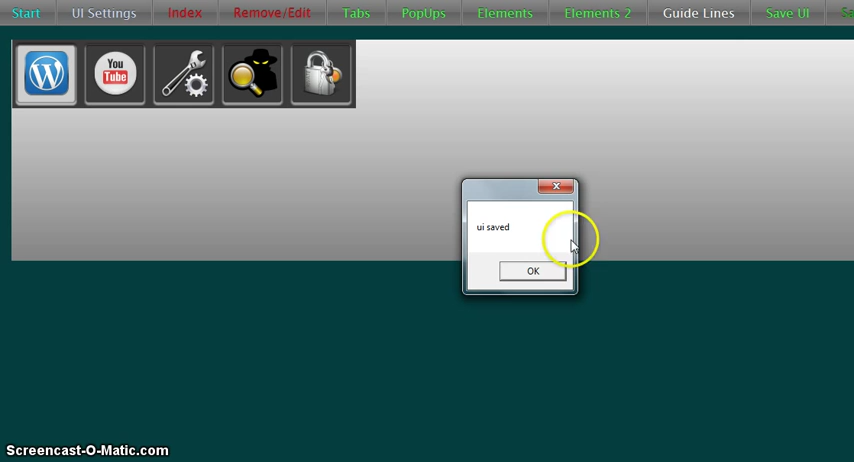 Start UI Settings Index Remove/Edit Tabs PopUps Elements Elements 2 Guide Lines Save UI
You
Tube
ui saved
OK
Screencast-O-Matic.com